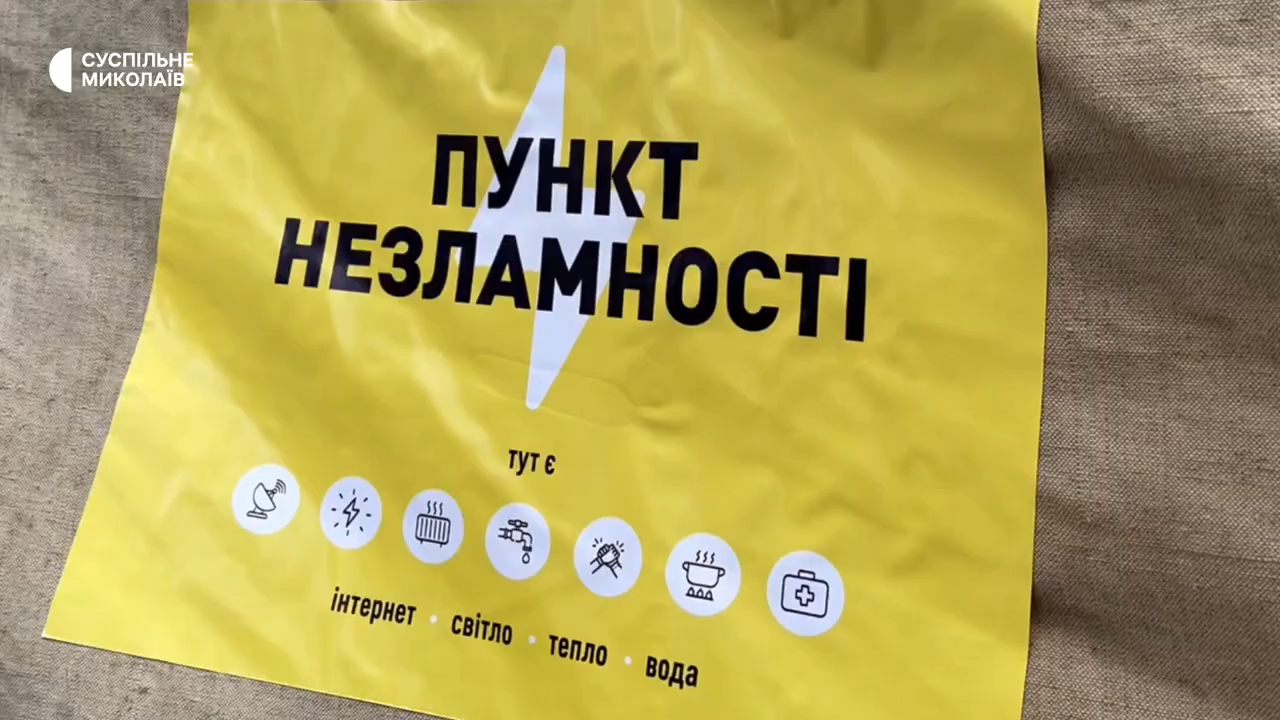 СУСПІЛЬНЕ
МИКОЛАЇВ
ПУНКТ
НЕЗЛАМНОСТІ
тут є
інтернет • світло • тепло • вода